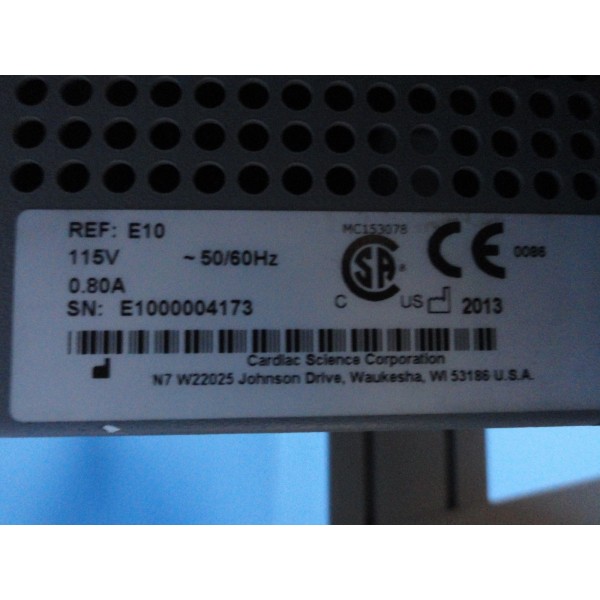 REF: E10
115V ~ 50/60Hz
0.80A
SN: E1000004173
MC153078
CSA ®
C US
CE 0086
2013
Cardiac Science Corporation
N7 W22025 Johnson Drive, Waukesha, WI 53186 U.S.A.